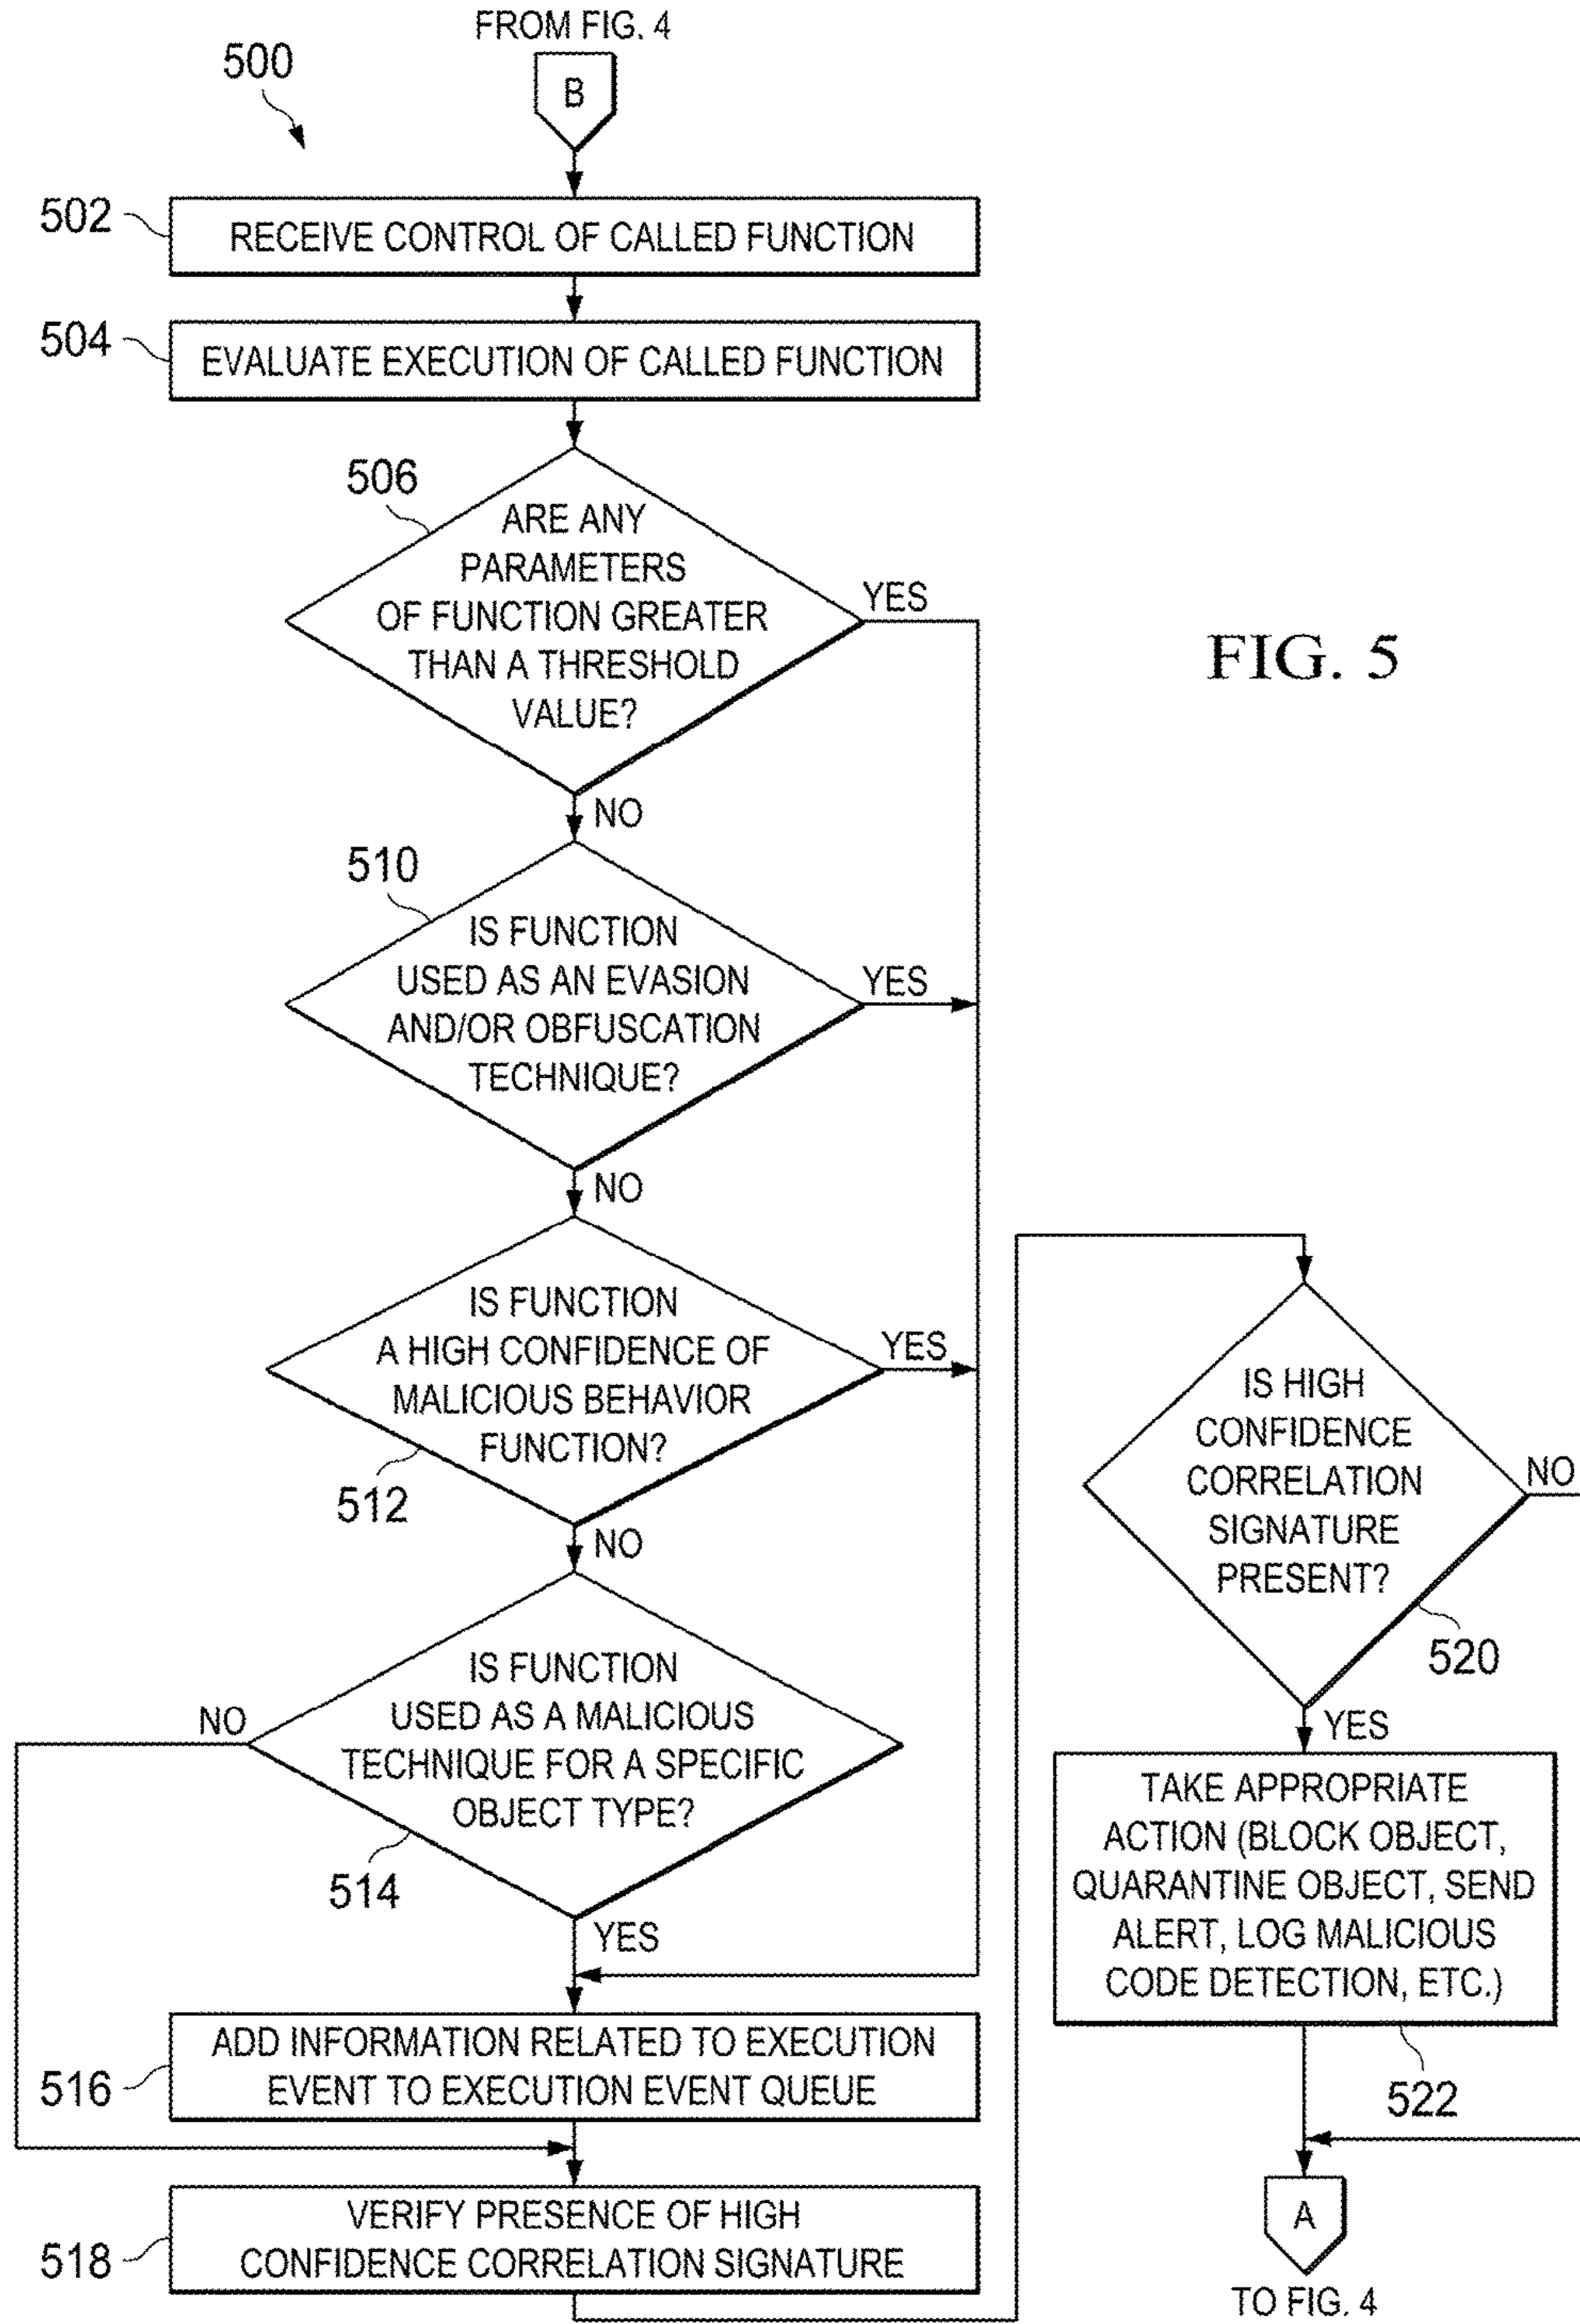 FROM FIG. 4
500
B
502
RECEIVE CONTROL OF CALLED FUNCTION
504
EVALUATE EXECUTION OF CALLED FUNCTION
506
ARE ANY
PARAMETERS
OF FUNCTION GREATER
THAN A THRESHOLD
VALUE?
YES
NO
FIG. 5
510
IS FUNCTION
USED AS AN EVASION
AND/OR OBFUSCATION
TECHNIQUE?
YES
NO
IS FUNCTION
A HIGH CONFIDENCE OF
MALICIOUS BEHAVIOR
FUNCTION?
YES
512
NO
IS FUNCTION
USED AS A MALICIOUS
TECHNIQUE FOR A SPECIFIC
OBJECT TYPE?
NO
514
YES
516
ADD INFORMATION RELATED TO EXECUTION
EVENT TO EXECUTION EVENT QUEUE
518
VERIFY PRESENCE OF HIGH
CONFIDENCE CORRELATION SIGNATURE
IS HIGH
CONFIDENCE
CORRELATION
SIGNATURE
PRESENT?
NO
520
YES
TAKE APPROPRIATE
ACTION (BLOCK OBJECT,
QUARANTINE OBJECT, SEND
ALERT, LOG MALICIOUS
CODE DETECTION, ETC.)
522
A
TO FIG. 4